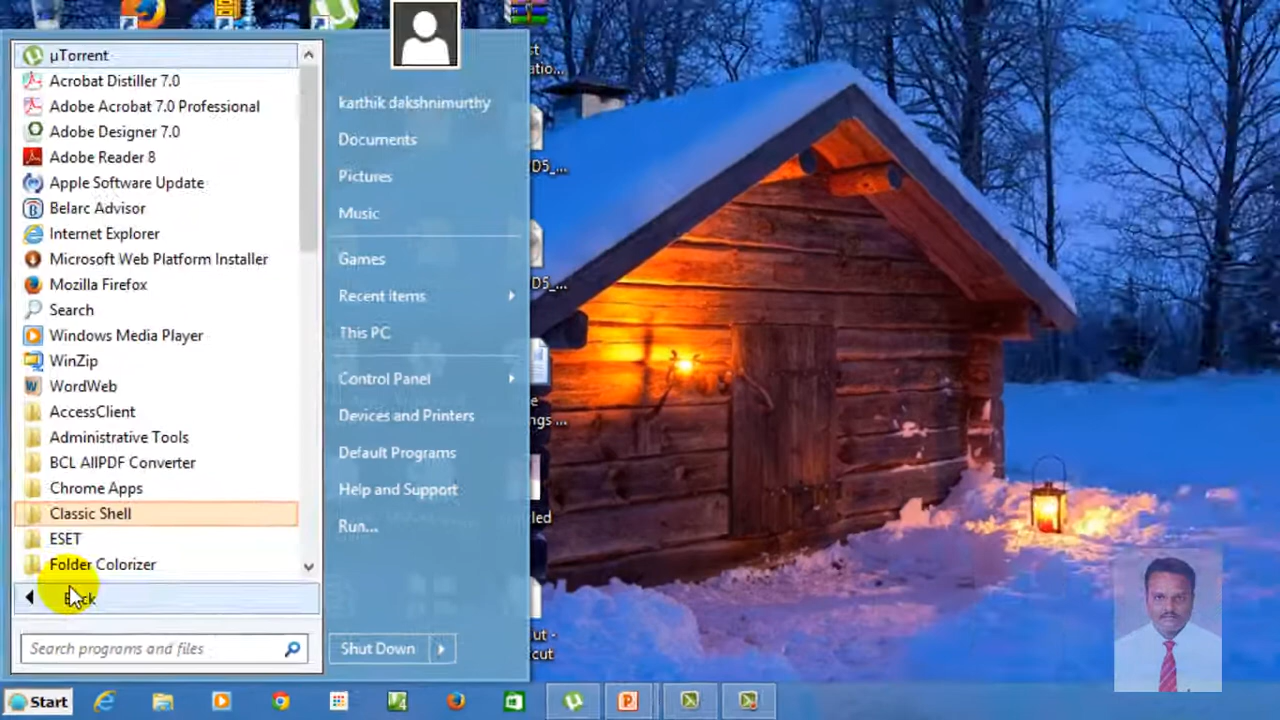 µTorrent
Acrobat Distiller 7.0
Adobe Acrobat 7.0 Professional
Adobe Designer 7.0
Adobe Reader 8
Apple Software Update
Belarc Advisor
Internet Explorer
Microsoft Web Platform Installer
Mozilla Firefox
Search
Windows Media Player
WinZip
WordWeb
AccessClient
Administrative Tools
BCL AllPDF Converter
Chrome Apps
Classic Shell
ESET
Folder Colorizer
Back
Search programs and files
karthik dakshnimurthy
Documents
Pictures
Music
Games
Recent Items
This PC
Control Panel
Devices and Printers
Default Programs
Help and Support
Run...
Shut Down
D5_...
D5_...
Start